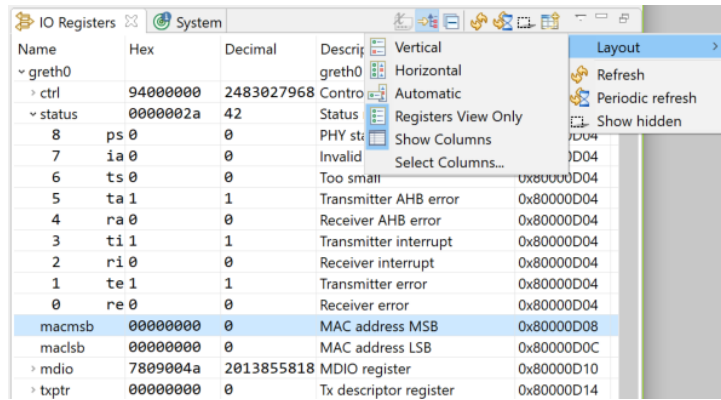 IO Registers System
Name Hex Decimal Descrip Vertical Layout
greth0 greth0 Horizontal Refresh
ctrl 94000000 2483027968 Contro Automatic Periodic refresh
status 0000002a 42 Status Registers View Only Show hidden
8 ps 0 0 PHY sta Show Columns
7 ia 0 0 Invalid Select Columns... 0x80000D04
6 ts 0 0 Too small 0x80000D04
5 ta 1 1 Transmitter AHB error 0x80000D04
4 ra 0 0 Receiver AHB error 0x80000D04
3 ti 1 1 Transmitter interrupt 0x80000D04
2 ri 0 0 Receiver interrupt 0x80000D04
1 te 1 1 Transmitter error 0x80000D04
0 re 0 0 Receiver error 0x80000D04
macmsb 00000000 0 MAC address MSB 0x80000D08
maclsb 00000000 0 MAC address LSB 0x80000D0C
mdio 7809004a 2013855818 MDIO register 0x80000D10
txptr 00000000 0 Tx descriptor register 0x80000D14